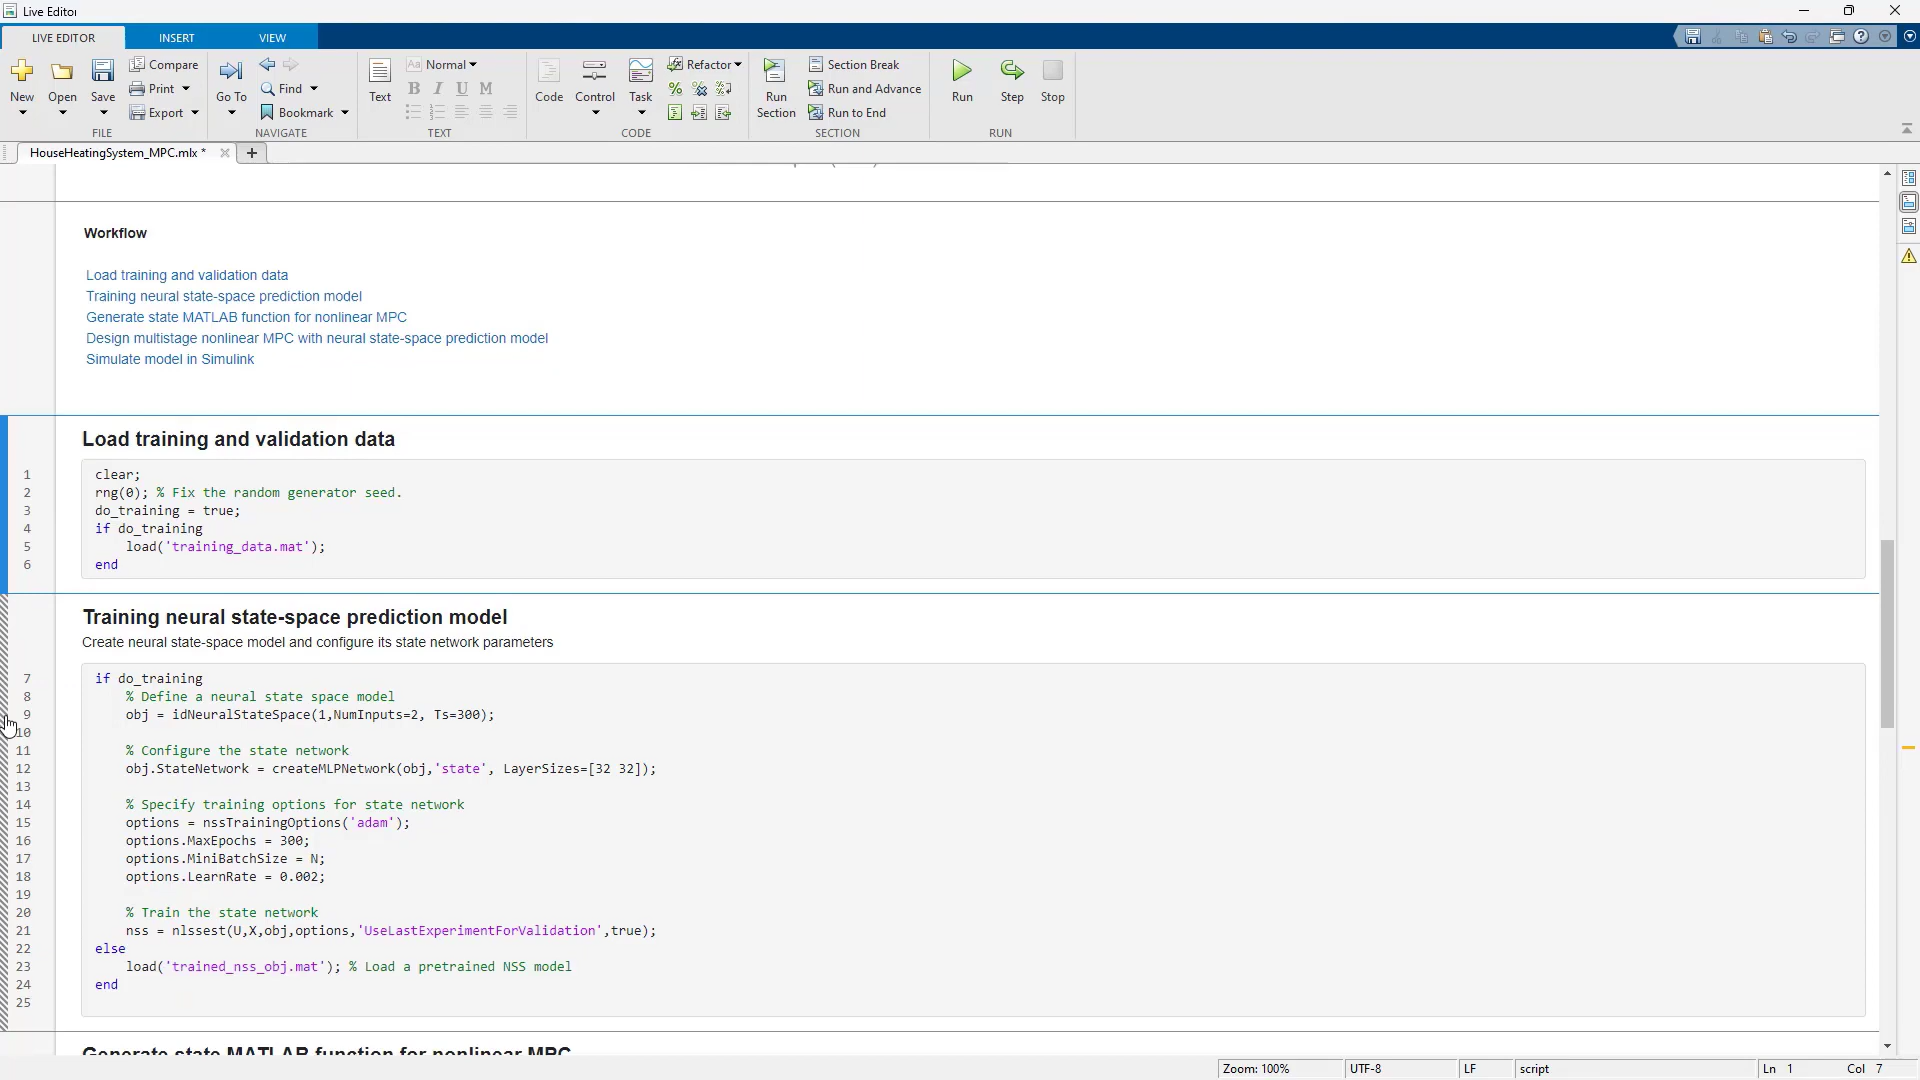 Live Editor
LIVE EDITOR
INSERT
VIEW
New
Open
Save
Compare
Print
Export
FILE
Go To
Find
Bookmark
NAVIGATE
Text
Aa Normal
B I U M
TEXT
Code
Control
Task
Refactor
CODE
Run Section
Section Break
Run and Advance
Run to End
SECTION
Run
Step
Stop
RUN
HouseHeatingSystem_MPC.mlx *
Workflow
Load training and validation data
Training neural state-space prediction model
Generate state MATLAB function for nonlinear MPC
Design multistage nonlinear MPC with neural state-space prediction model
Simulate model in Simulink
Load training and validation data
1 clear;
2 rng(0); % Fix the random generator seed.
3 do_training = true;
4 if do_training
5 load('training_data.mat');
6 end
Training neural state-space prediction model
Create neural state-space model and configure its state network parameters
7 if do_training
8 % Define a neural state space model
9 obj = idNeuralStateSpace(1,NumInputs=2, Ts=300);
10
11 % Configure the state network
12 obj.StateNetwork = createMLPNetwork(obj,'state', LayerSizes=[32 32]);
13
14 % Specify training options for state network
15 options = nssTrainingOptions('adam');
16 options.MaxEpochs = 300;
17 options.MiniBatchSize = N;
18 options.LearnRate = 0.002;
19
20 % Train the state network
21 nss = nlssest(U,X,obj,options,'UseLastExperimentForValidation',true);
22 else
23 load('trained_nss_obj.mat'); % Load a pretrained NSS model
24 end
25
Generate state MATLAB function for nonlinear MPC
Zoom: 100%
UTF-8
LF
script
Ln 1
Col 7